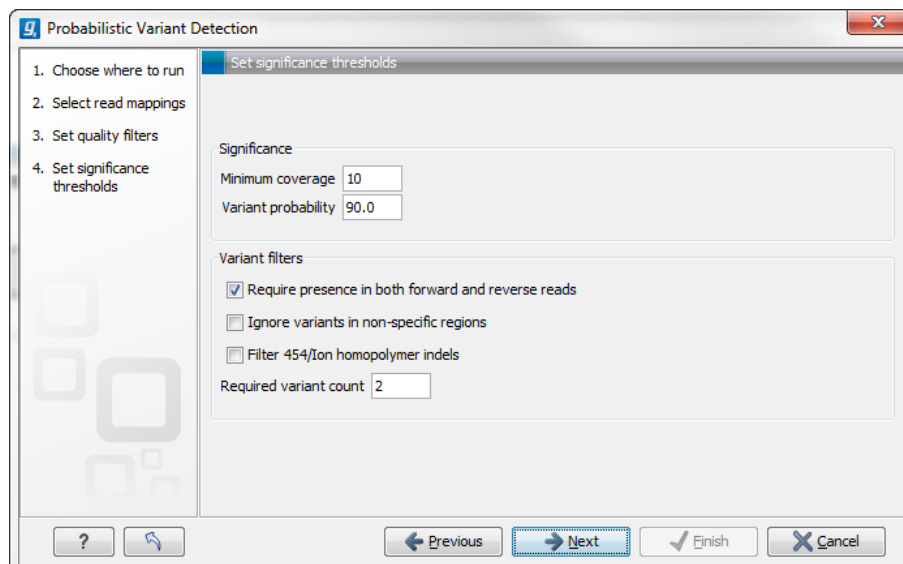 Probabilistic Variant Detection
1. Choose where to run
2. Select read mappings
3. Set quality filters
4. Set significance
thresholds
Set significance thresholds
Significance
Minimum coverage 10
Variant probability 90.0
Variant filters
Require presence in both forward and reverse reads
Ignore variants in non-specific regions
Filter 454/Ion homopolymer indels
Required variant count 2
? Previous Next Finish Cancel